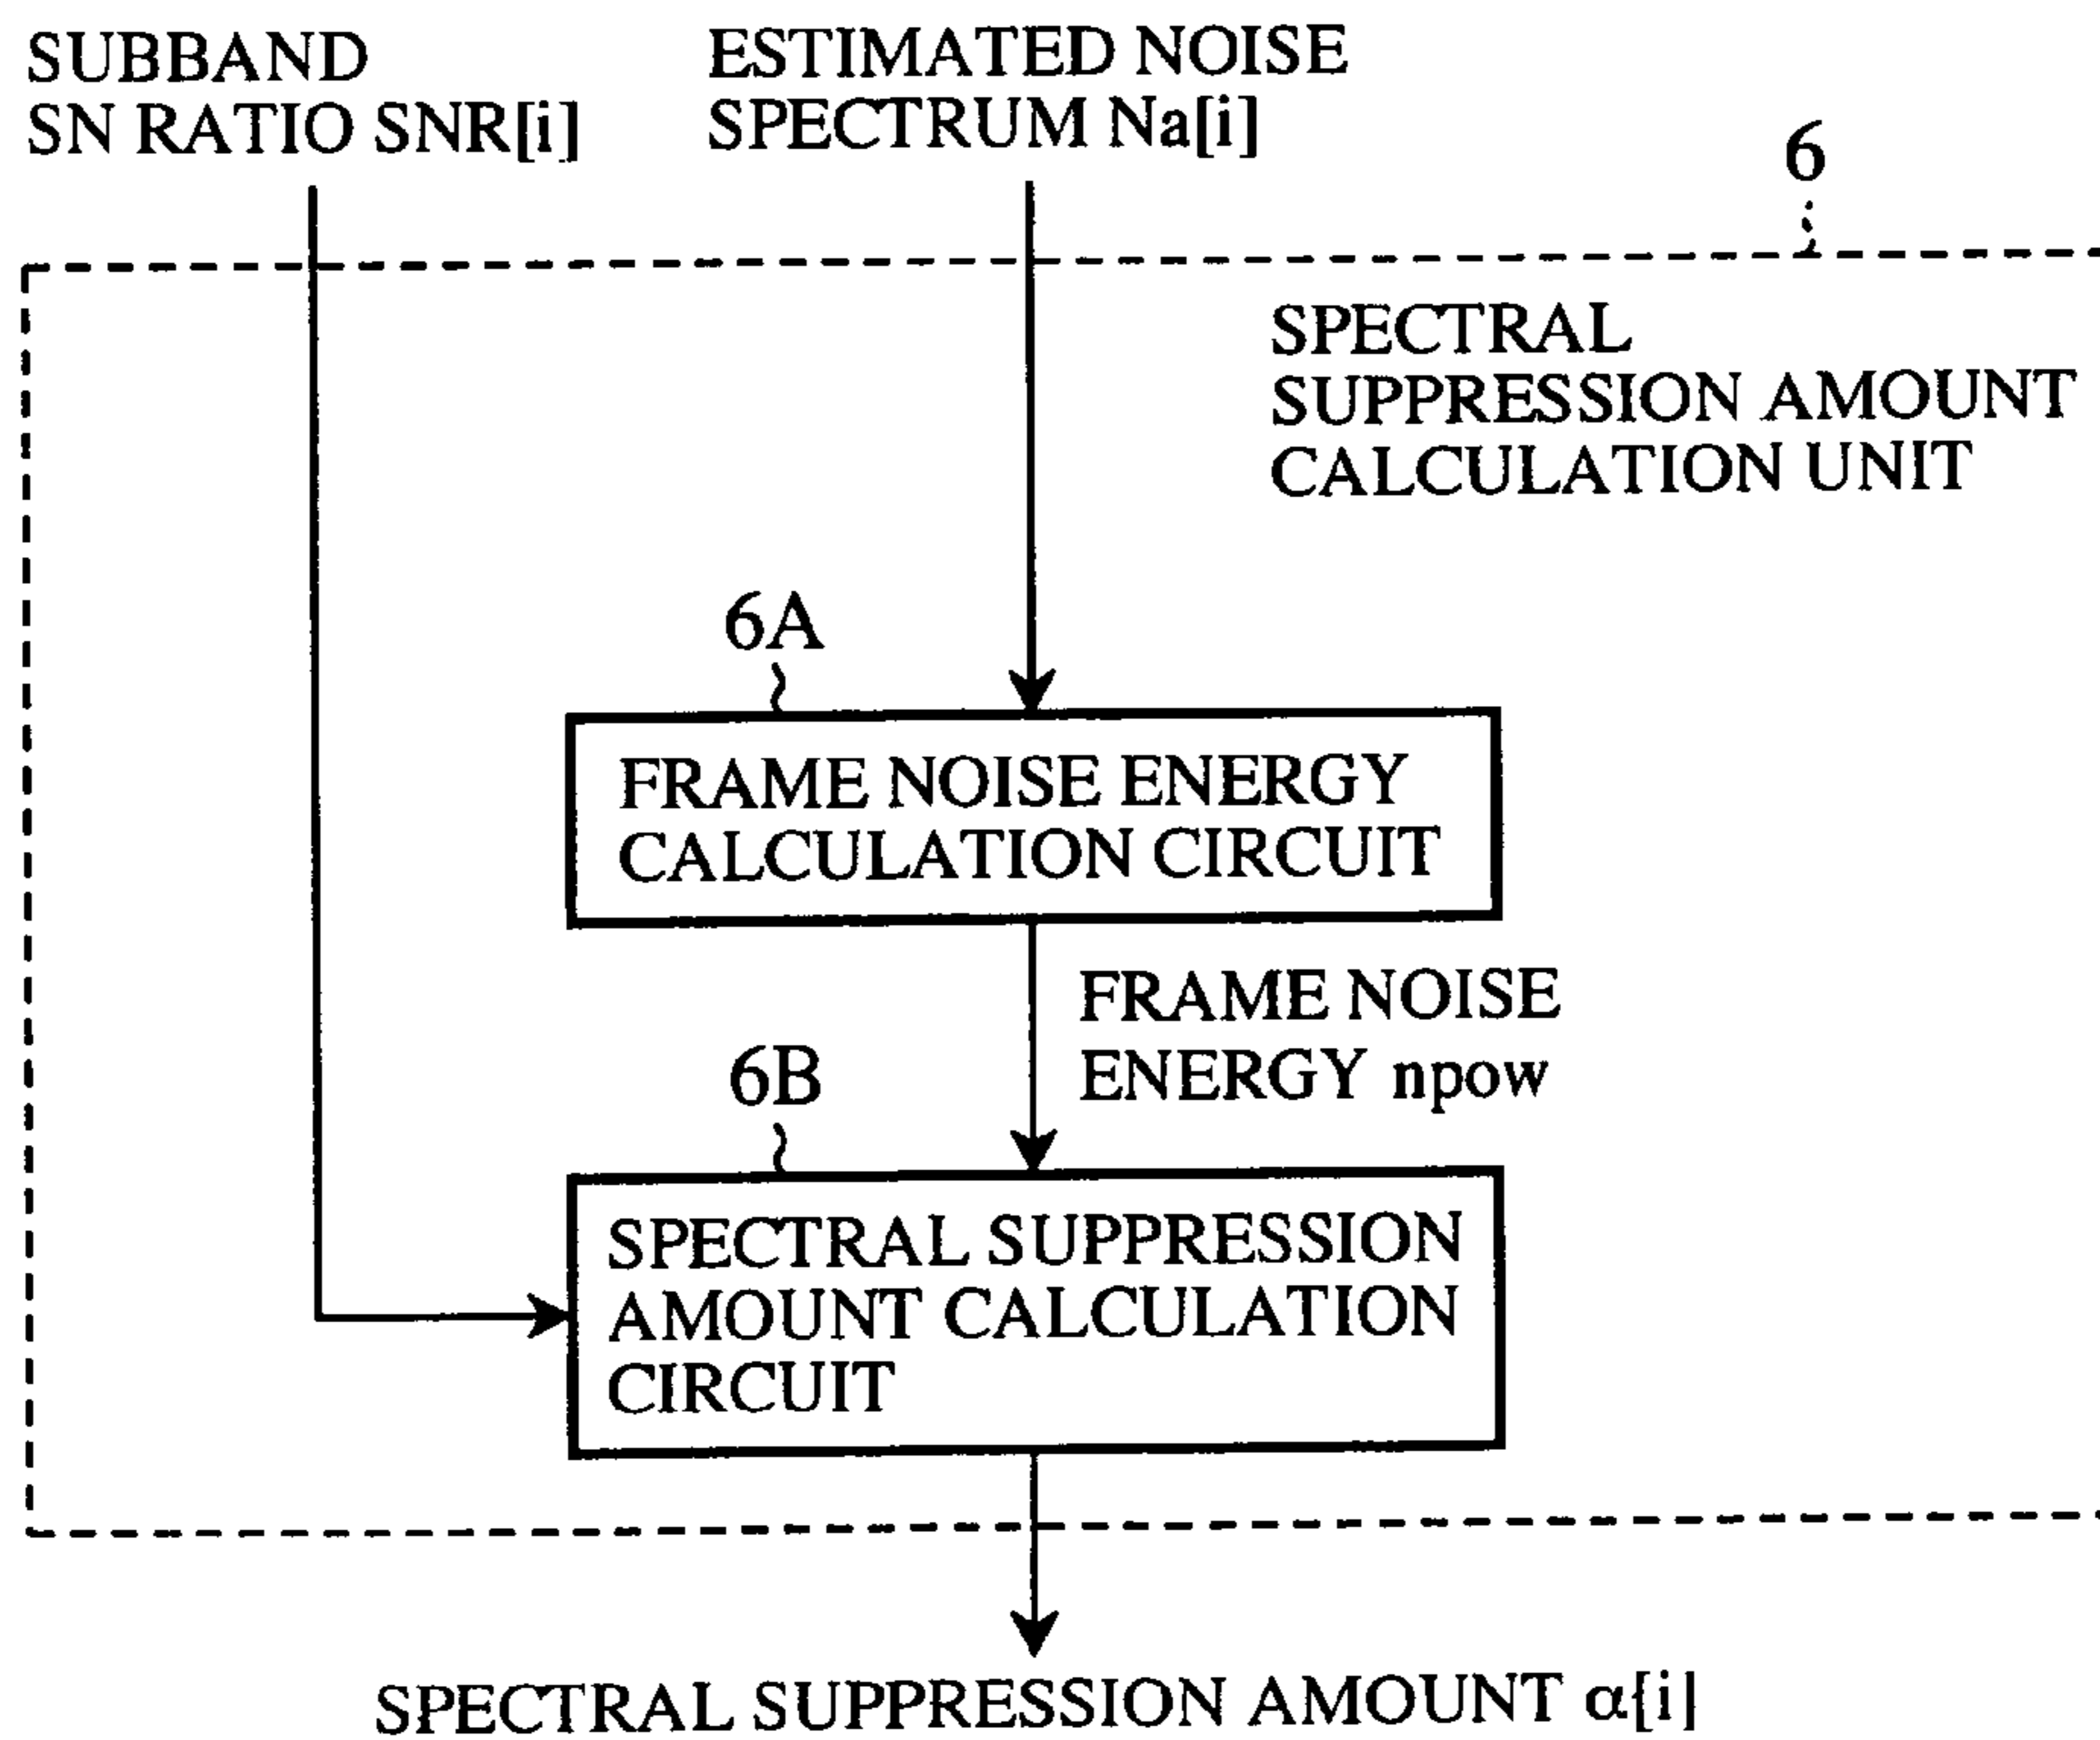 SUBBAND
SN RATIO SNR[i]
ESTIMATED NOISE
SPECTRUM Na[i]
6
SPECTRAL
SUPPRESSION AMOUNT
CALCULATION UNIT
6A
FRAME NOISE ENERGY
CALCULATION CIRCUIT
FRAME NOISE
ENERGY npow
6B
SPECTRAL SUPPRESSION
AMOUNT CALCULATION
CIRCUIT
SPECTRAL SUPPRESSION AMOUNT α[i]